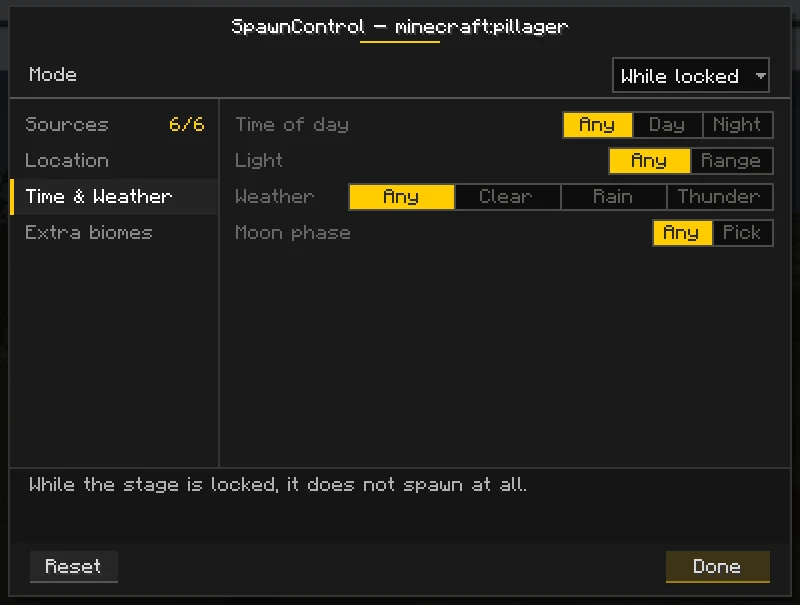 SpawnControl — minecraft:pillager
Mode While locked
Sources 6/6 Time of day Any Day Night
Location Light Any Range
Time & Weather Weather Any Clear Rain Thunder
Extra biomes Moon phase Any Pick
While the stage is locked, it does not spawn at all.
Reset Done